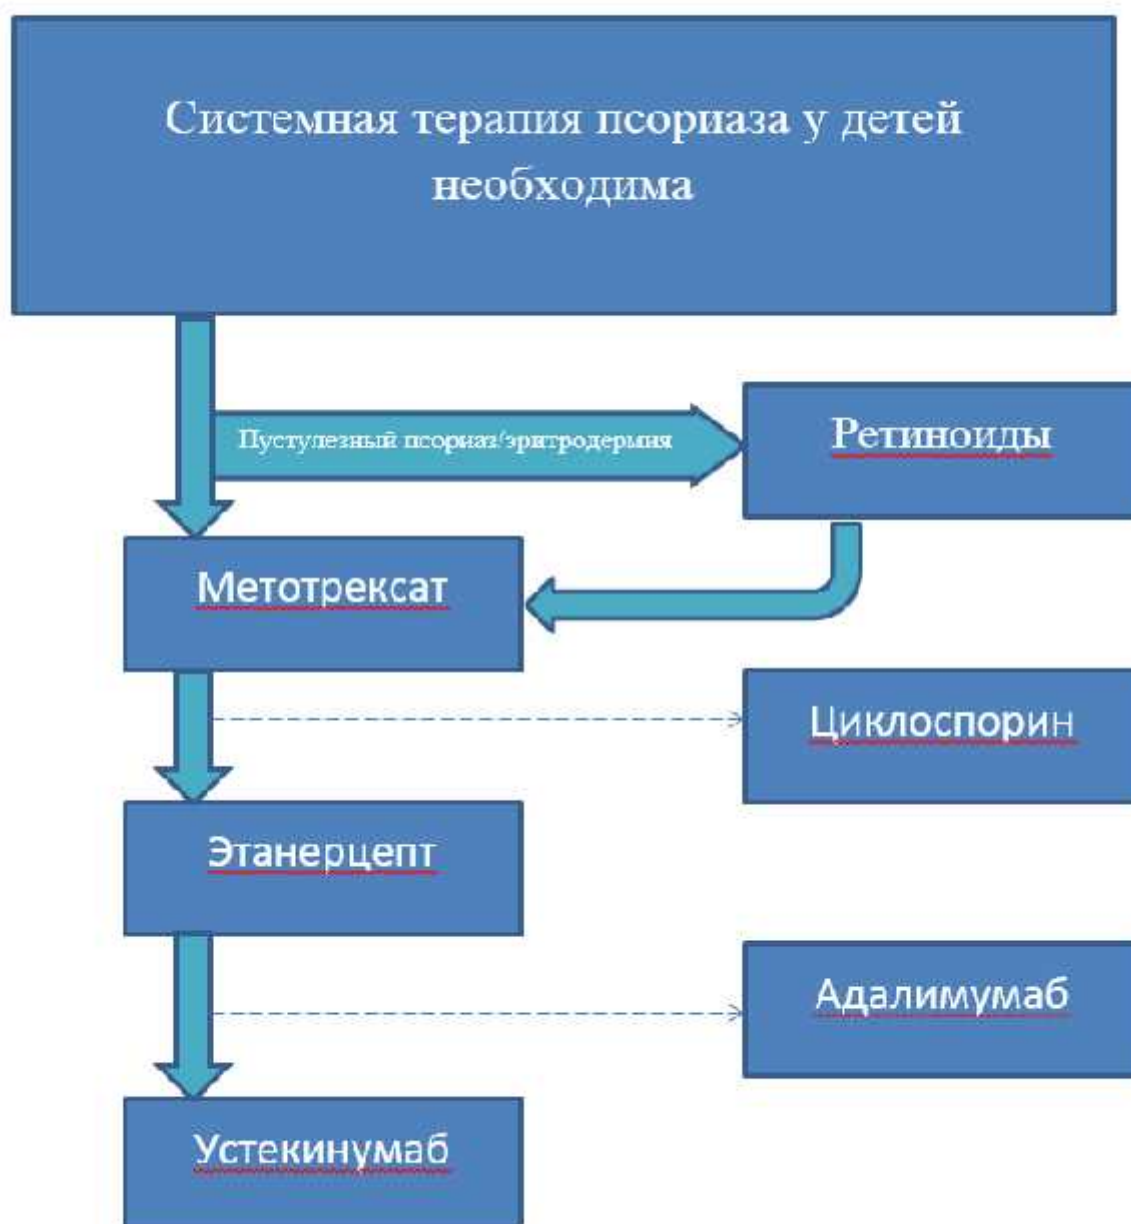 Системная терапия псориаза у детей
необходима
Пустулезный псориаз/эритродермия
Ретиноиды
Метотрексат
Циклоспорин
Этанерцепт
Адалимумаб
Устекинумаб